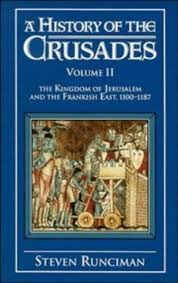 A HISTORY OF THE
CRUSADES
VOLUME II
THE KINGDOM OF JERUSALEM
AND THE FRANKISH EAST, 1100–1187
STEVEN RUNCIMAN